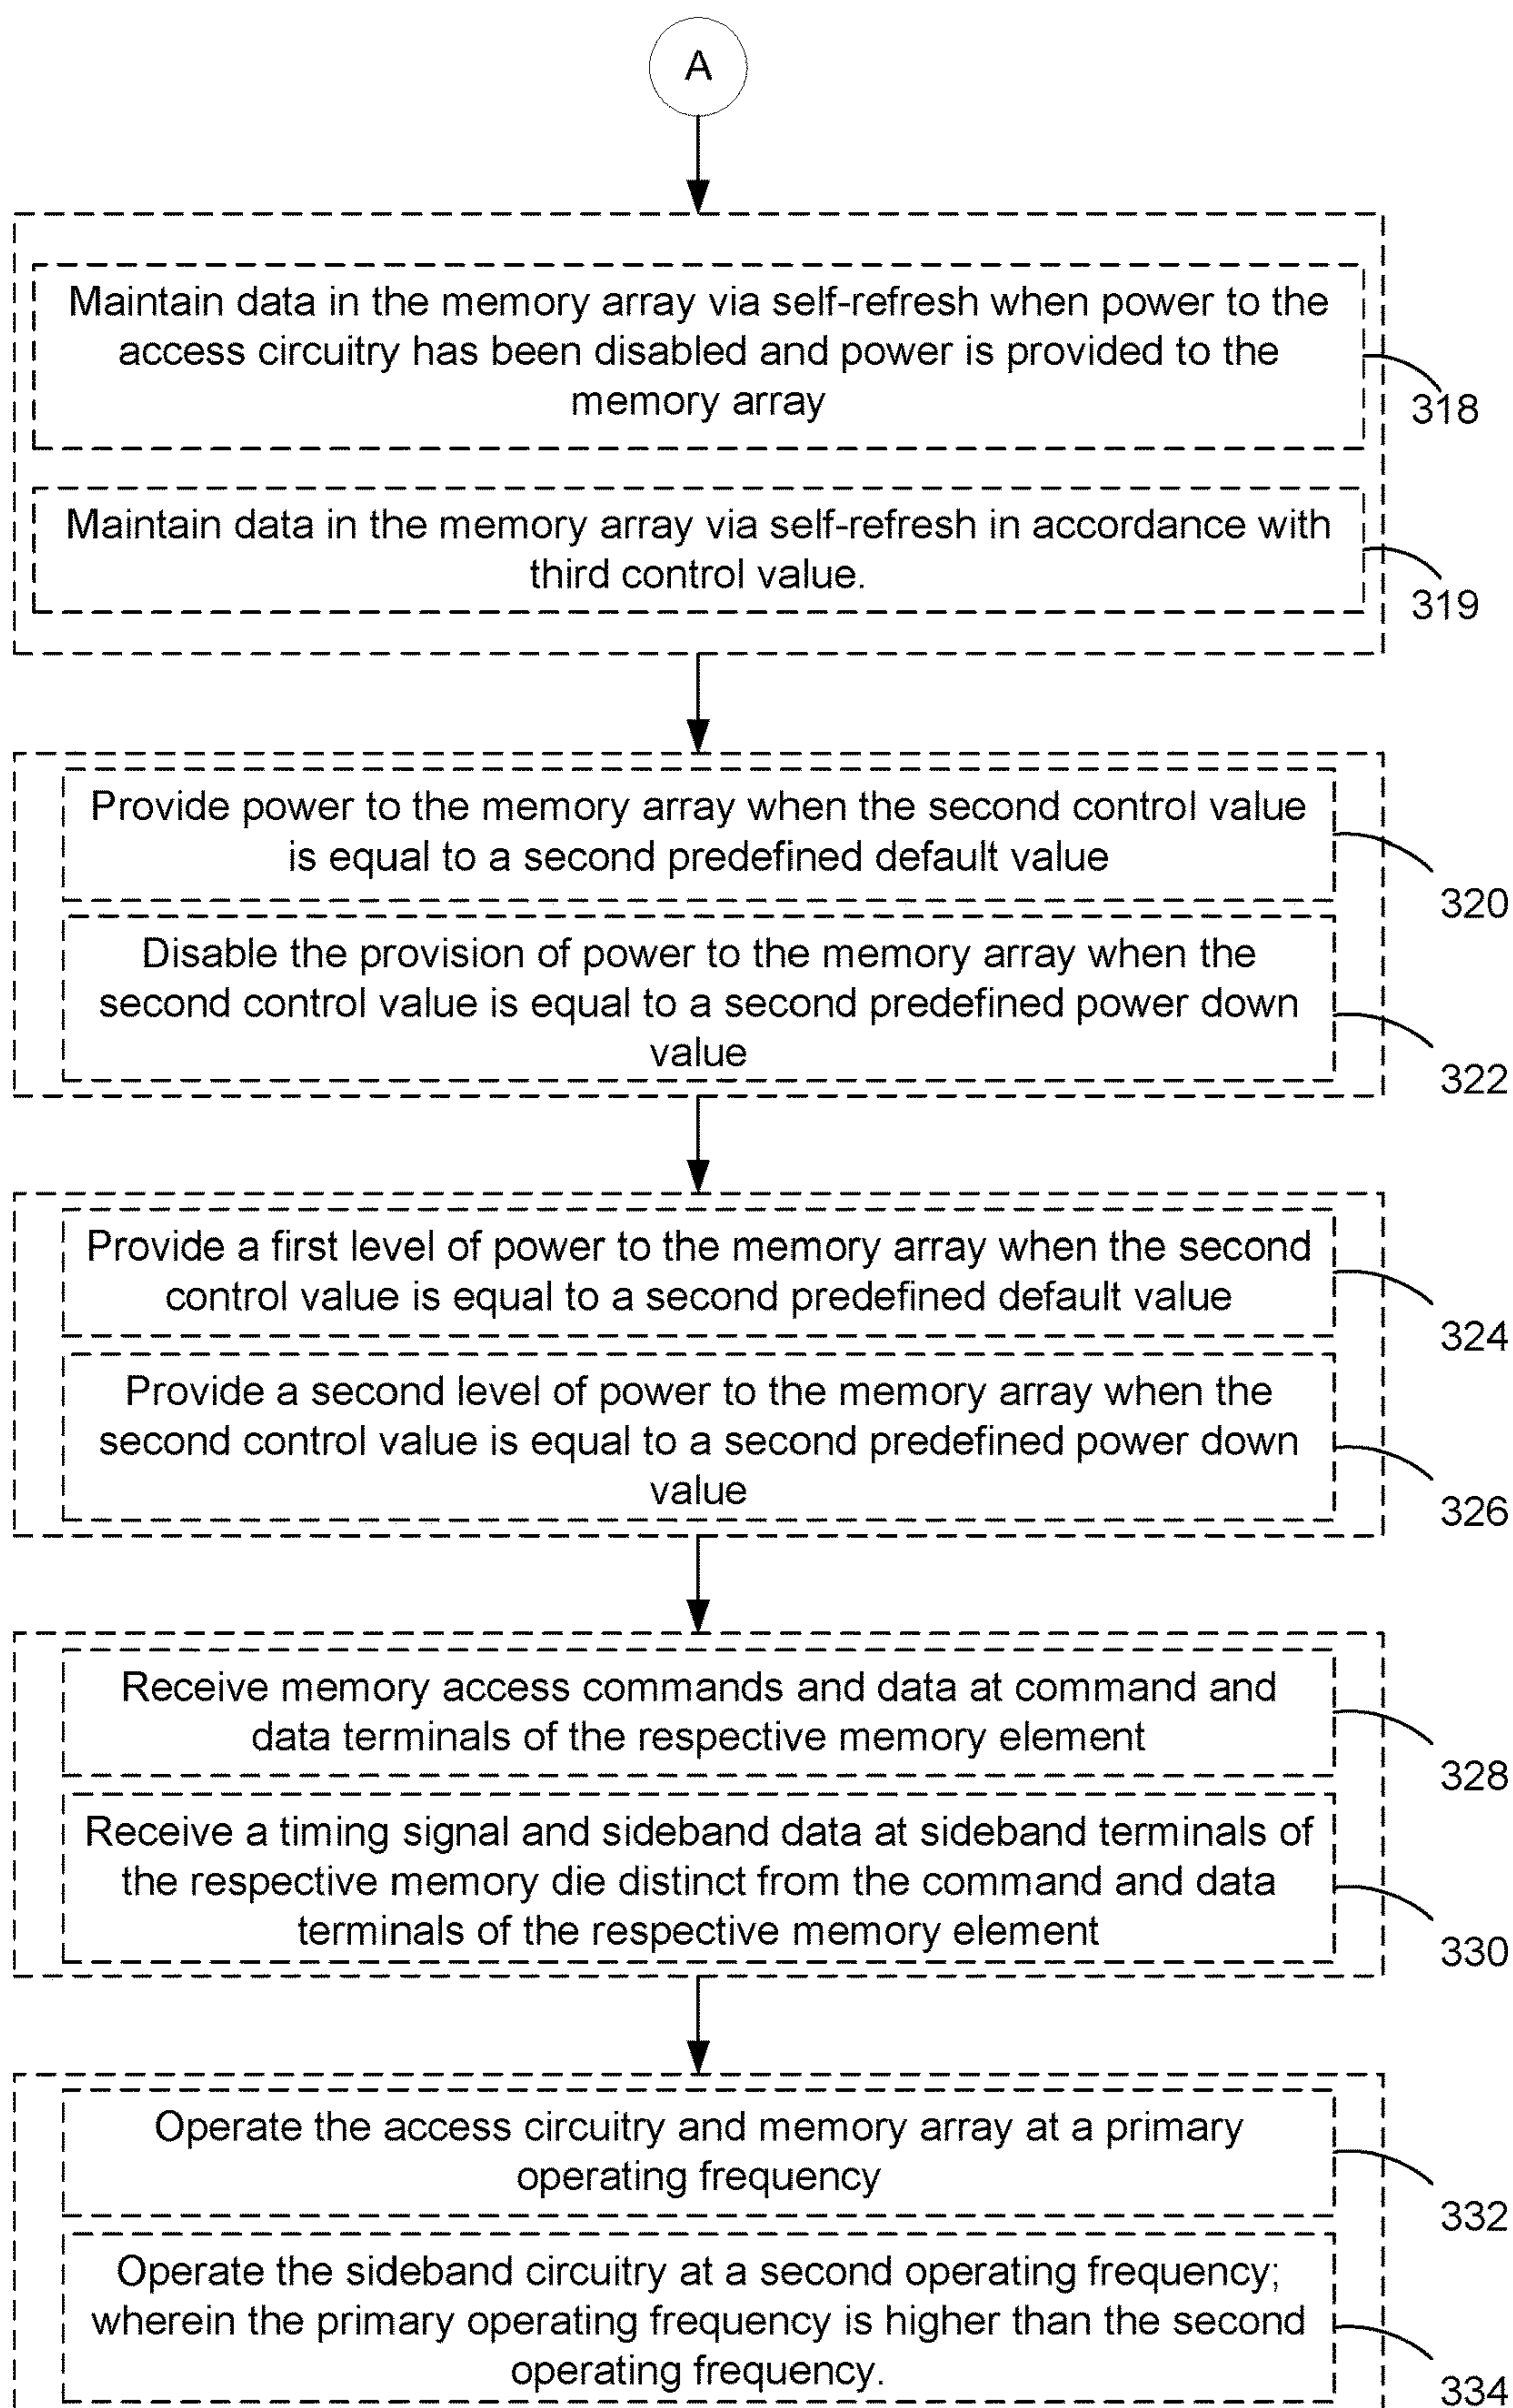 A
Maintain data in the memory array via self-refresh when power to the
access circuitry has been disabled and power is provided to the
memory array
318
Maintain data in the memory array via self-refresh in accordance with
third control value.
319
Provide power to the memory array when the second control value
is equal to a second predefined default value
320
Disable the provision of power to the memory array when the
second control value is equal to a second predefined power down
value
322
Provide a first level of power to the memory array when the second
control value is equal to a second predefined default value
324
Provide a second level of power to the memory array when the
second control value is equal to a second predefined power down
value
326
Receive memory access commands and data at command and
data terminals of the respective memory element
328
Receive a timing signal and sideband data at sideband terminals of
the respective memory die distinct from the command and data
terminals of the respective memory element
330
Operate the access circuitry and memory array at a primary
operating frequency
332
Operate the sideband circuitry at a second operating frequency;
wherein the primary operating frequency is higher than the second
operating frequency.
334